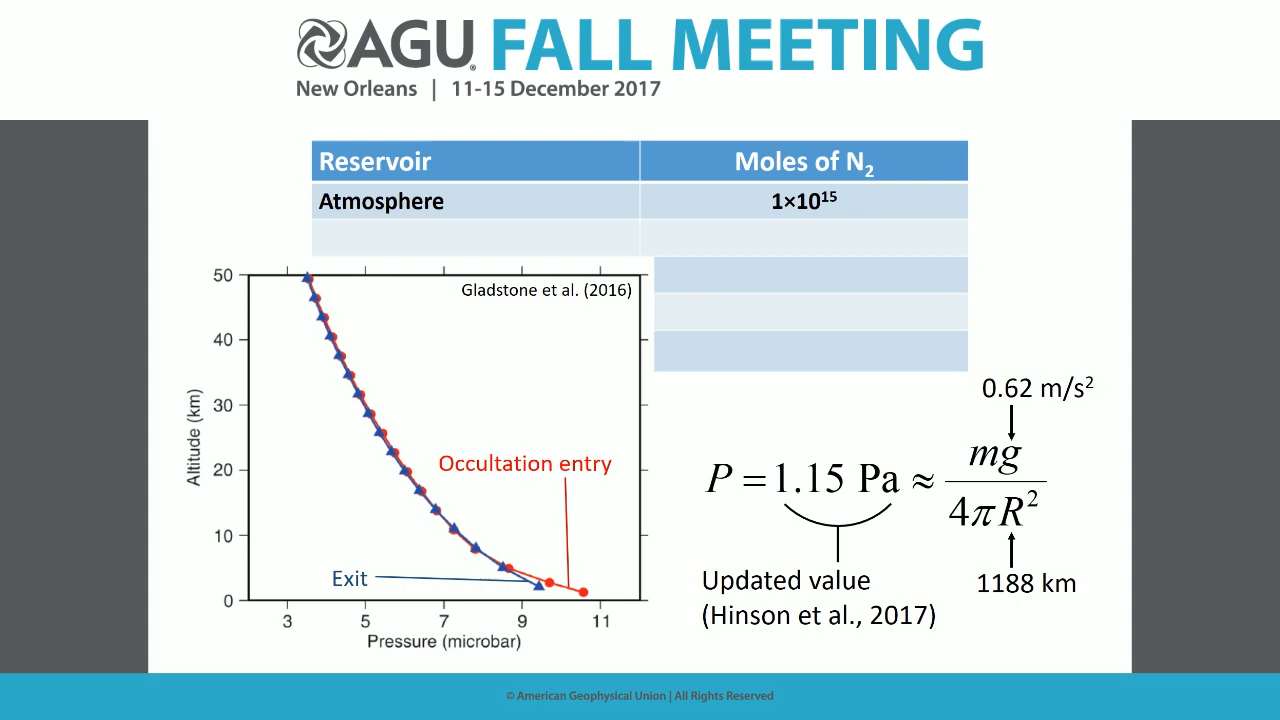 AGU FALL MEETING
New Orleans | 11-15 December 2017
Reservoir Moles of N₂
Atmosphere 1×10¹⁵
Gladstone et al. (2016)
50
40
30
20
10
0
Altitude (km)
Occultation entry
Exit
3 5 7 9 11
Pressure (microbar)
0.62 m/s²
P = 1.15 Pa ≈ mg / 4πR²
Updated value
(Hinson et al., 2017)
1188 km
© American Geophysical Union | All Rights Reserved